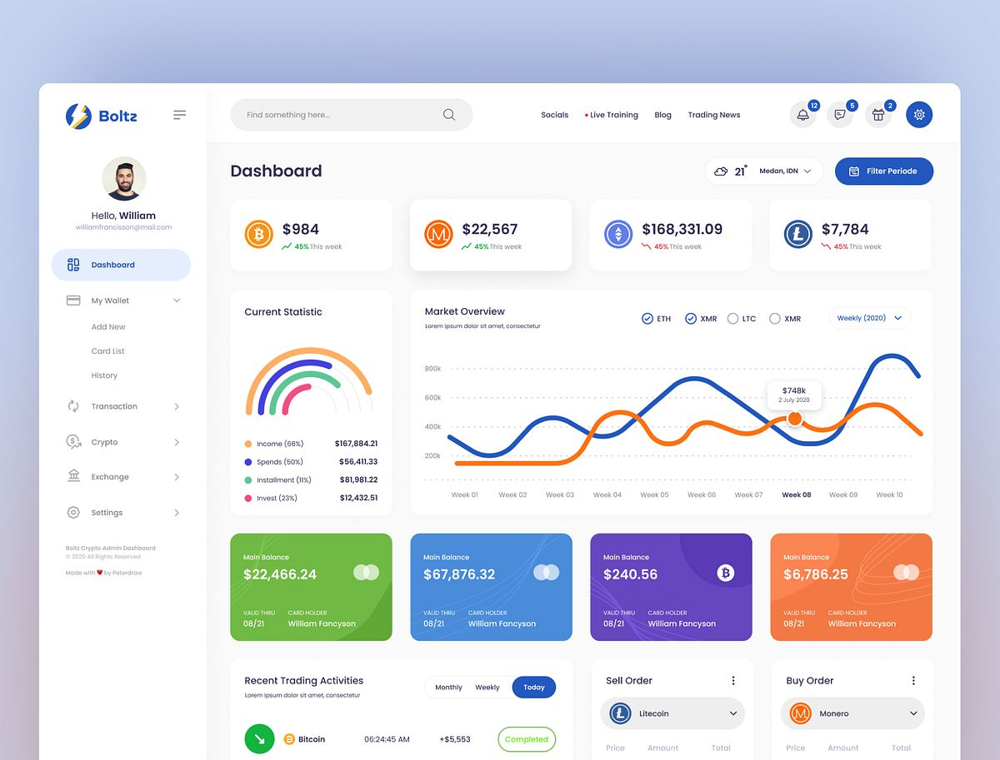 Boltz
Find something here...
Socials
Live Training
Blog
Trading News
12
5
2
Hello, William
williamfrancisson@mail.com
Dashboard
My Wallet
Add New
Card List
History
Transaction
Crypto
Exchange
Settings
Boltz Crypto Admin Dashboard
© 2020 All Rights Reserved
Made with ❤ by Peterdraw
Dashboard
21°
Medan, IDN
Filter Periode
$984
45% This week
$22,567
45% This week
$168,331.09
45% This week
$7,784
45% This week
Current Statistic
Income (66%) $167,884.21
Spends (50%) $56,411.33
Installment (11%) $81,981.22
Invest (23%) $12,432.51
Market Overview
Lorem ipsum dolor sit amet, consectetur
ETH
XMR
LTC
XMR
Weekly (2020)
800k
600k
400k
200k
$748k
2 July 2020
Week 01 Week 02 Week 03 Week 04 Week 05 Week 06 Week 07 Week 08 Week 09 Week 10
Main Balance
$22,466.24
VALID THRU CARD HOLDER
08/21 William Fancyson
Main Balance
$67,876.32
VALID THRU CARD HOLDER
08/21 William Fancyson
Main Balance
$240.56
VALID THRU CARD HOLDER
08/21 William Fancyson
Main Balance
$6,786.25
VALID THRU CARD HOLDER
08/21 William Fancyson
Recent Trading Activities
Lorem ipsum dolor sit amet, consectetur
Monthly Weekly Today
Bitcoin 06:24:45 AM +$5,553 Completed
Sell Order
Litecoin
Price Amount Total
Buy Order
Monero
Price Amount Total